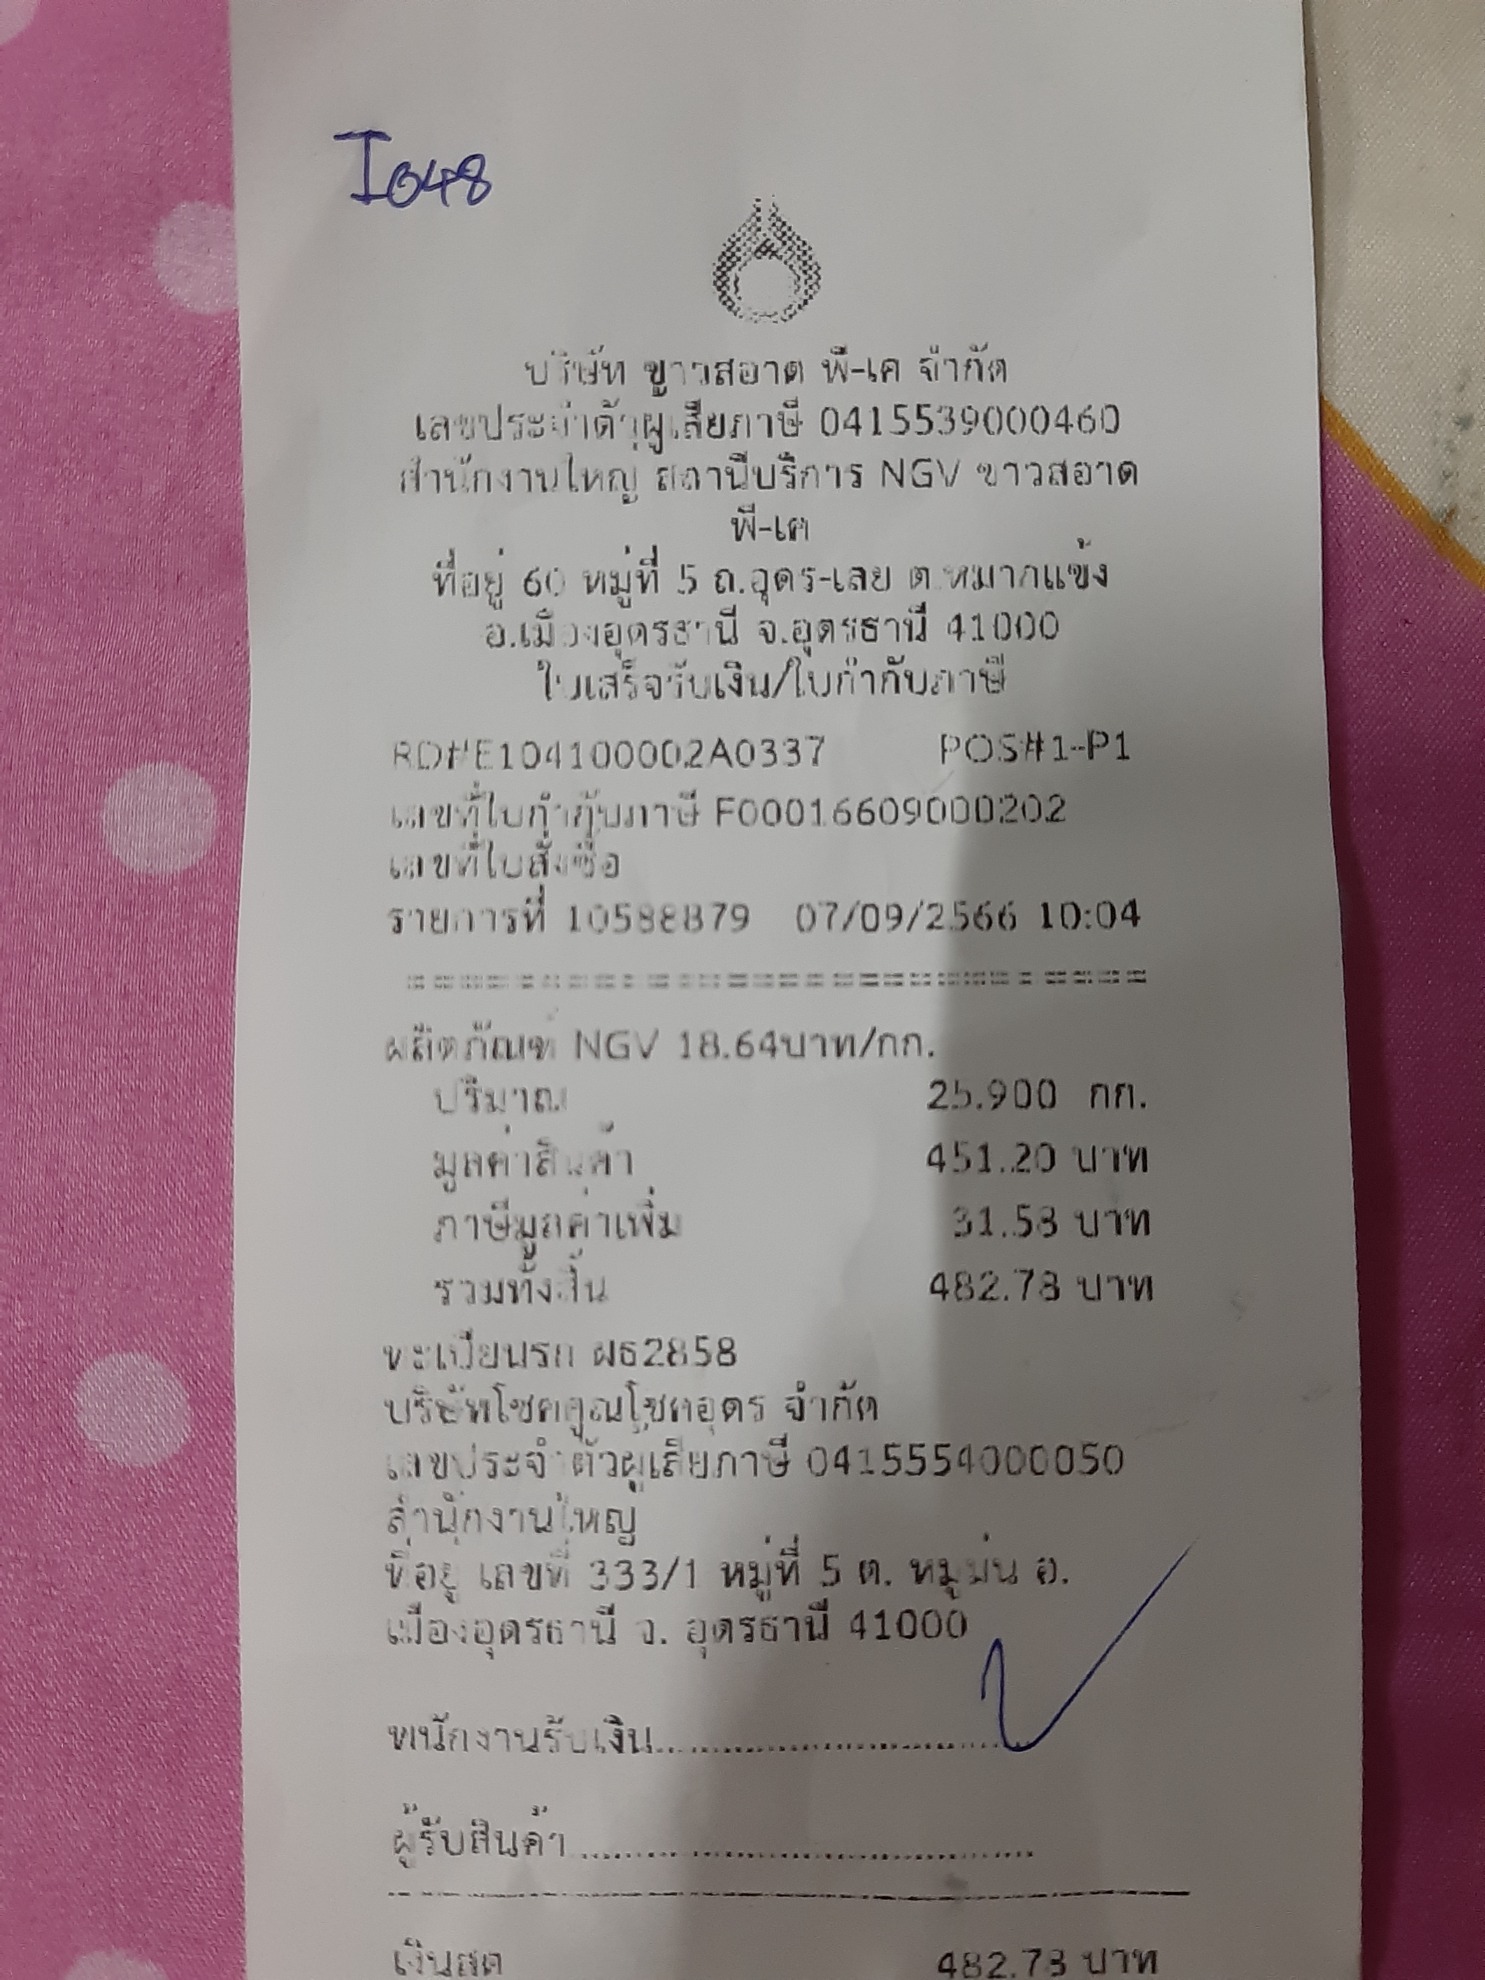 I048
บริษัท ขาวสอาด พี-เค จำกัด
เลขประจำตัวผู้เสียภาษี 0415539000460
สำนักงานใหญ่ สถานีบริการ NGV ขาวสอาด
พี-เค
ที่อยู่ 60 หมู่ที่ 5 ถ.อุดร-เลย ต.หมากแข้ง
อ.เมืองอุดรธานี จ.อุดรธานี 41000
ใบเสร็จรับเงิน/ใบกำกับภาษี
RD#E104100002A0337 POS#1-P1
เลขที่ใบกำกับภาษี F00016609000202
เลขที่ใบสั่งซื้อ
รายการที่ 10588879 07/09/2566 10:04
ผลิตภัณฑ์ NGV 18.64บาท/กก.
ปริมาณ 25.900 กก.
มูลค่าสินค้า 451.20 บาท
ภาษีมูลค่าเพิ่ม 31.58 บาท
รวมทั้งสิ้น 482.78 บาท
ทะเบียนรถ ผธ2858
บริษัทโชคคูณโชคอุดร จำกัด
เลขประจำตัวผู้เสียภาษี 0415554000050
สำนักงานใหญ่
ที่อยู่ เลขที่ 333/1 หมู่ที่ 5 ต. หมูม่น อ.
เมืองอุดรธานี จ. อุดรธานี 41000
พนักงานรับเงิน
ผู้รับสินค้า
เงินสด 482.78 บาท